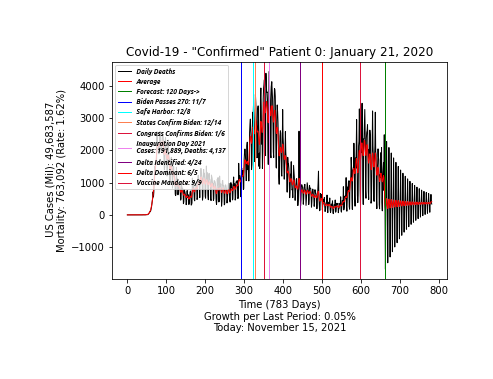 Covid-19 - "Confirmed" Patient 0: January 21, 2020
US Cases (Mil): 49,683,587
Mortality: 763,092 (Rate: 1.62%)
4000
3000
2000
1000
0
−1000
Daily Deaths
Average
Forecast: 120 Days->
Biden Passes 270: 11/7
Safe Harbor: 12/8
States Confirm Biden: 12/14
Congress Confirms Biden: 1/6
Inauguration Day 2021
Cases: 191,889, Deaths: 4,137
Delta Identified: 4/24
Delta Dominant: 6/5
Vaccine Mandate: 9/9
0 100 200 300 400 500 600 700 800
Time (783 Days)
Growth per Last Period: 0.05%
Today: November 15, 2021